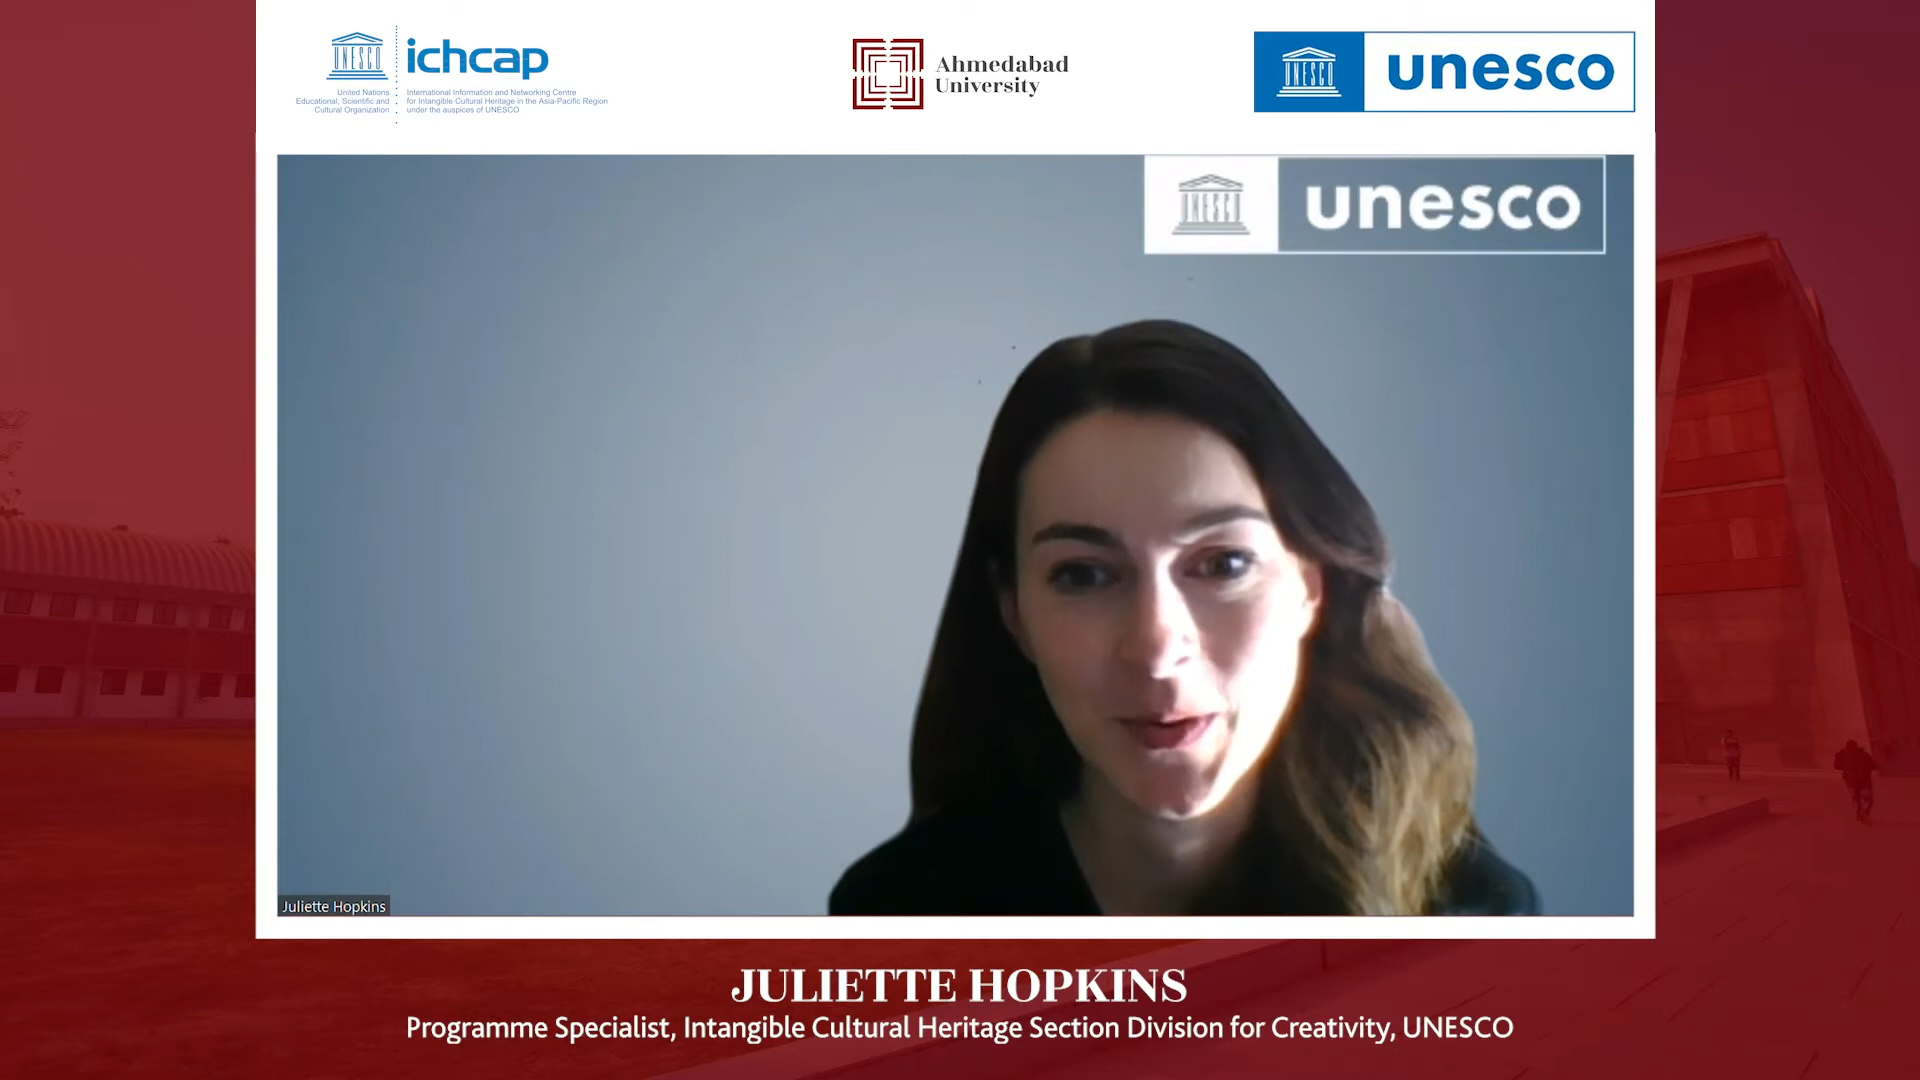 UNESCO
ichcap
United Nations
Educational, Scientific and
Cultural Organization
International Information and Networking Centre
for Intangible Cultural Heritage in the Asia-Pacific Region
under the auspices of UNESCO
Ahmedabad
University
UNESCO
unesco
UNESCO
unesco
Juliette Hopkins
JULIETTE HOPKINS
Programme Specialist, Intangible Cultural Heritage Section Division for Creativity, UNESCO